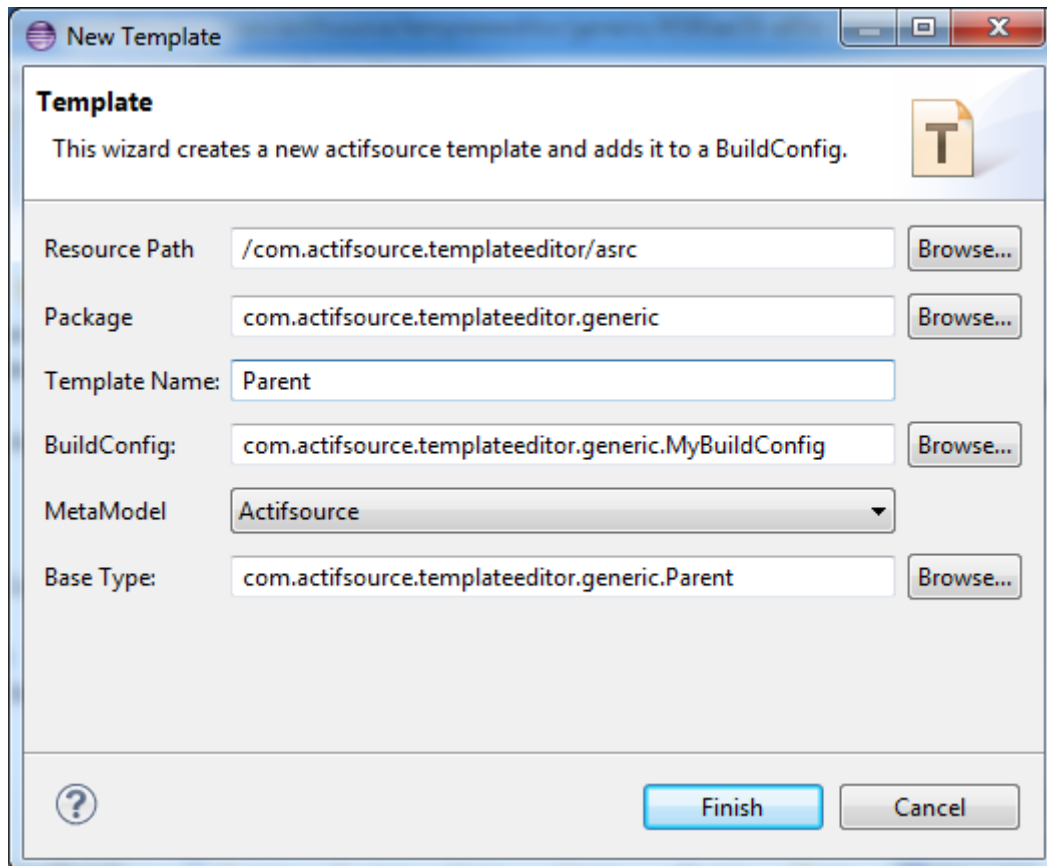 New Template
Template
This wizard creates a new actifsource template and adds it to a BuildConfig.
T
Resource Path /com.actifsource.templateeditor/asrc Browse...
Package com.actifsource.templateeditor.generic Browse...
Template Name: Parent
BuildConfig: com.actifsource.templateeditor.generic.MyBuildConfig Browse...
MetaModel Actifsource
Base Type: com.actifsource.templateeditor.generic.Parent Browse...
? Finish Cancel